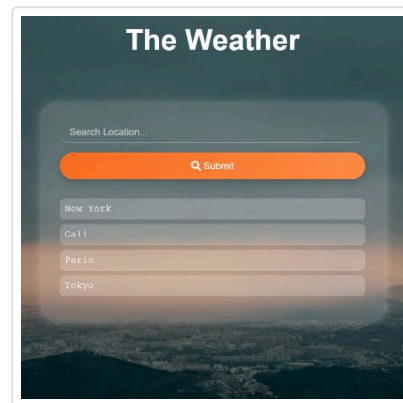 The Weather
Search Location...
Submit
New York
Cali
Paris
Tokyo